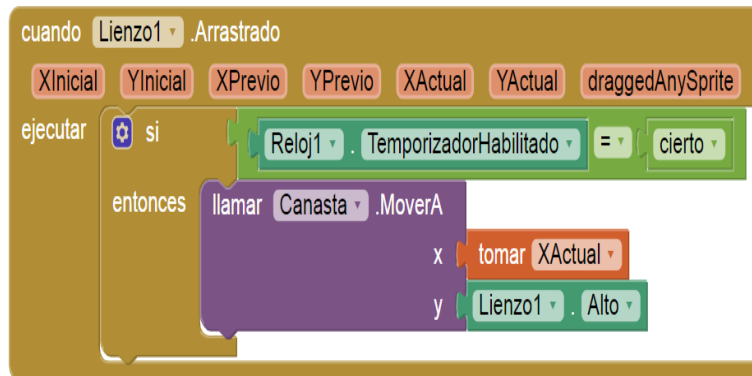 cuando Lienzo1 .Arrastrado
XInicial YInicial XPrevio YPrevio XActual YActual draggedAnySprite
ejecutar si Reloj1 . TemporizadorHabilitado = cierto
entonces llamar Canasta .MoverA
x tomar XActual
y Lienzo1 . Alto